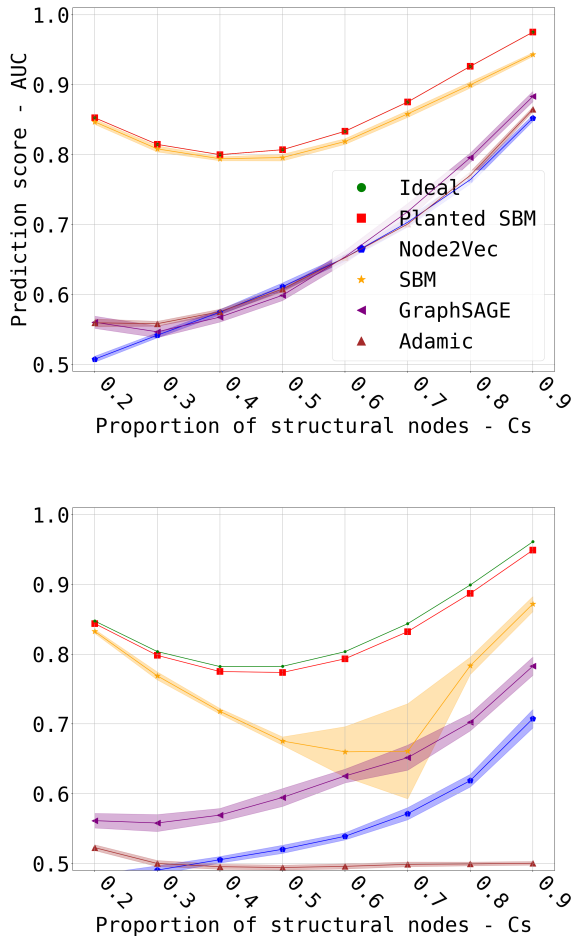 1.0
0.9
0.8
0.7
0.6
0.5
Prediction score - AUC
Ideal
Planted SBM
Node2Vec
SBM
GraphSAGE
Adamic
0.2 0.3 0.4 0.5 0.6 0.7 0.8 0.9
Proportion of structural nodes - Cs
1.0
0.9
0.8
0.7
0.6
0.5
0.2 0.3 0.4 0.5 0.6 0.7 0.8 0.9
Proportion of structural nodes - Cs